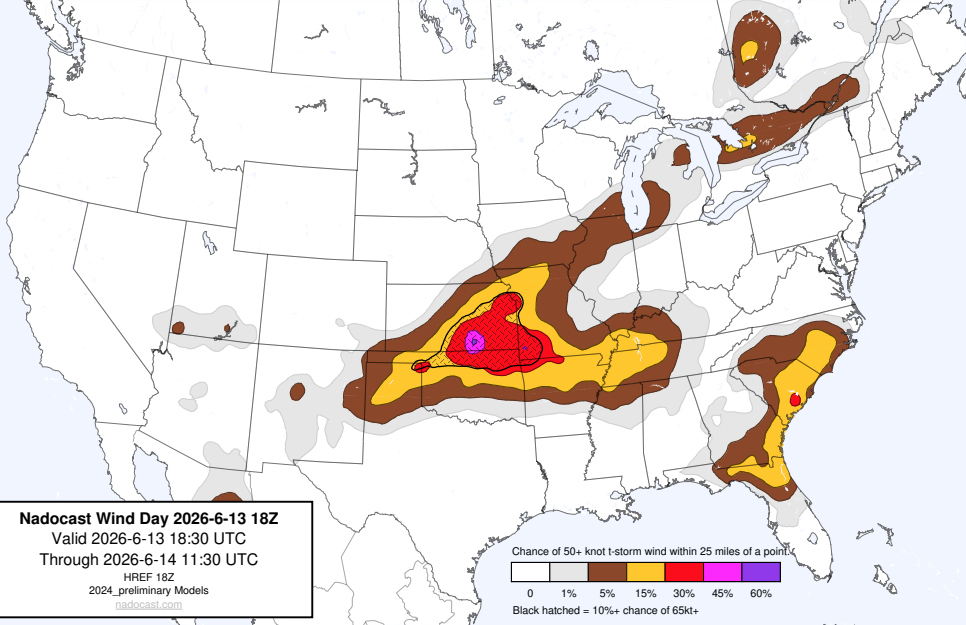 Nadocast Wind Day 2026-6-13 18Z
Valid 2026-6-13 18:30 UTC
Through 2026-6-14 11:30 UTC
HREF 18Z
2024_preliminary Models
nadocast.com
Chance of 50+ knot t-storm wind within 25 miles of a point.
0 1% 5% 15% 30% 45% 60%
Black hatched = 10%+ chance of 65kt+